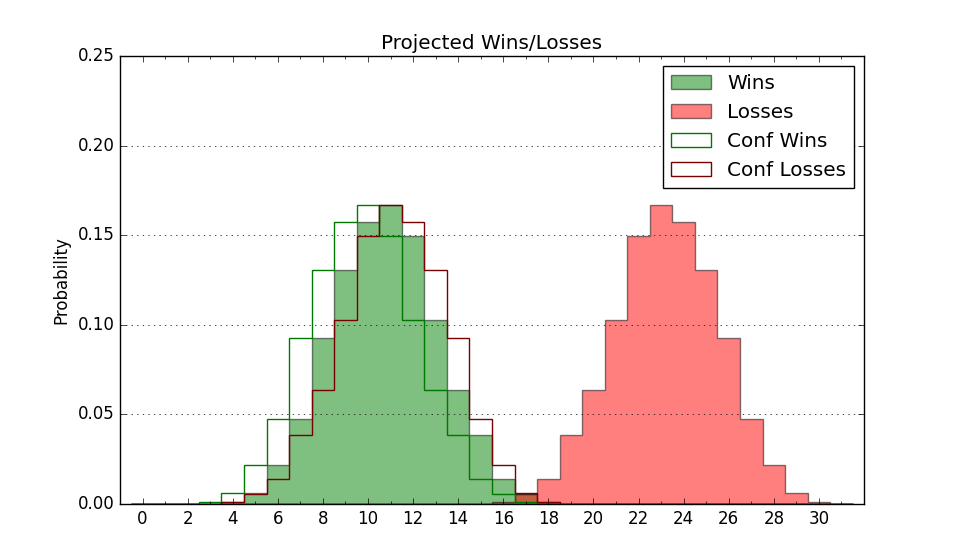 Projected Wins/Losses
0.25
0.20
0.15
0.10
0.05
0.00
Probability
Wins
Losses
Conf Wins
Conf Losses
0 2 4 6 8 10 12 14 16 18 20 22 24 26 28 30